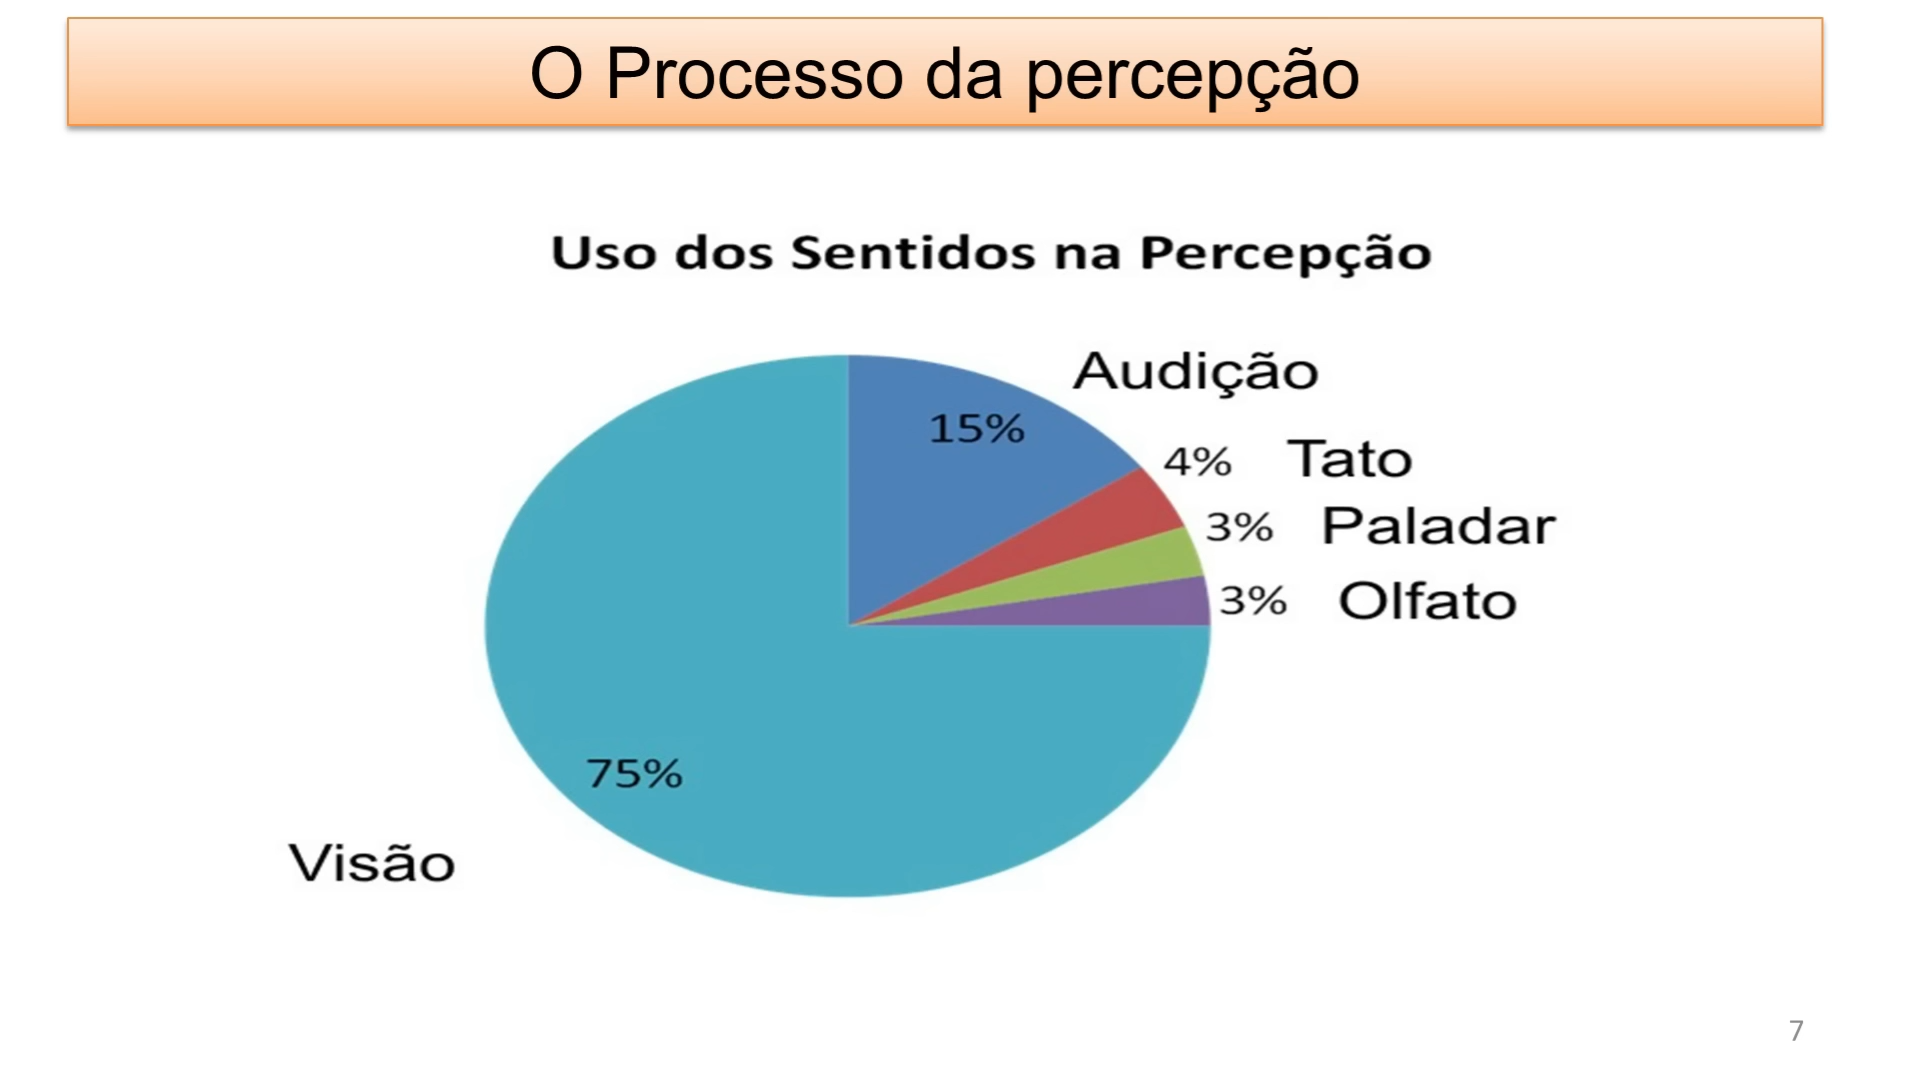 O Processo da percepção
Uso dos Sentidos na Percepção
Audição
15%
4% Tato
3% Paladar
3% Olfato
75%
Visão
7